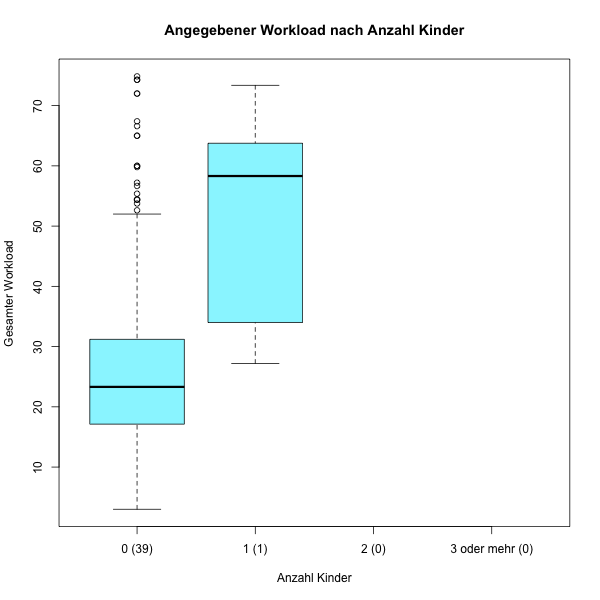 Angegebener Workload nach Anzahl Kinder
Gesamter Workload
70
60
50
40
30
20
10
0 (39)
1 (1)
2 (0)
3 oder mehr (0)
Anzahl Kinder